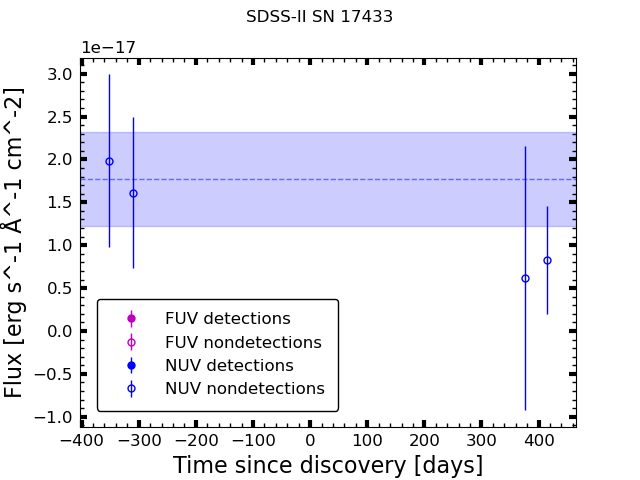 SDSS-II SN 17433
1e−17
3.0
2.5
2.0
1.5
1.0
0.5
0.0
−0.5
−1.0
Flux [erg s^-1 Å^-1 cm^-2]
FUV detections
FUV nondetections
NUV detections
NUV nondetections
−400 −300 −200 −100 0 100 200 300 400
Time since discovery [days]